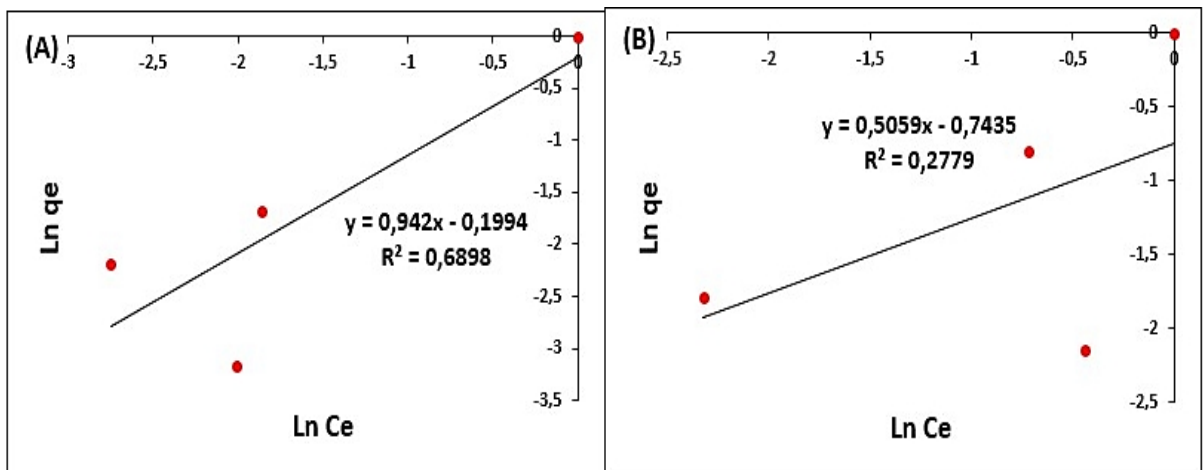 (A)
-3
-2,5
-2
-1,5
-1
-0,5
0
0
-0,5
-1
-1,5
-2
-2,5
-3
-3,5
y = 0,942x - 0,1994
R² = 0,6898
Ln qe
Ln Ce
(B)
-2,5
-2
-1,5
-1
-0,5
0
0
-0,5
-1
-1,5
-2
-2,5
y = 0,5059x - 0,7435
R² = 0,2779
Ln qe
Ln Ce